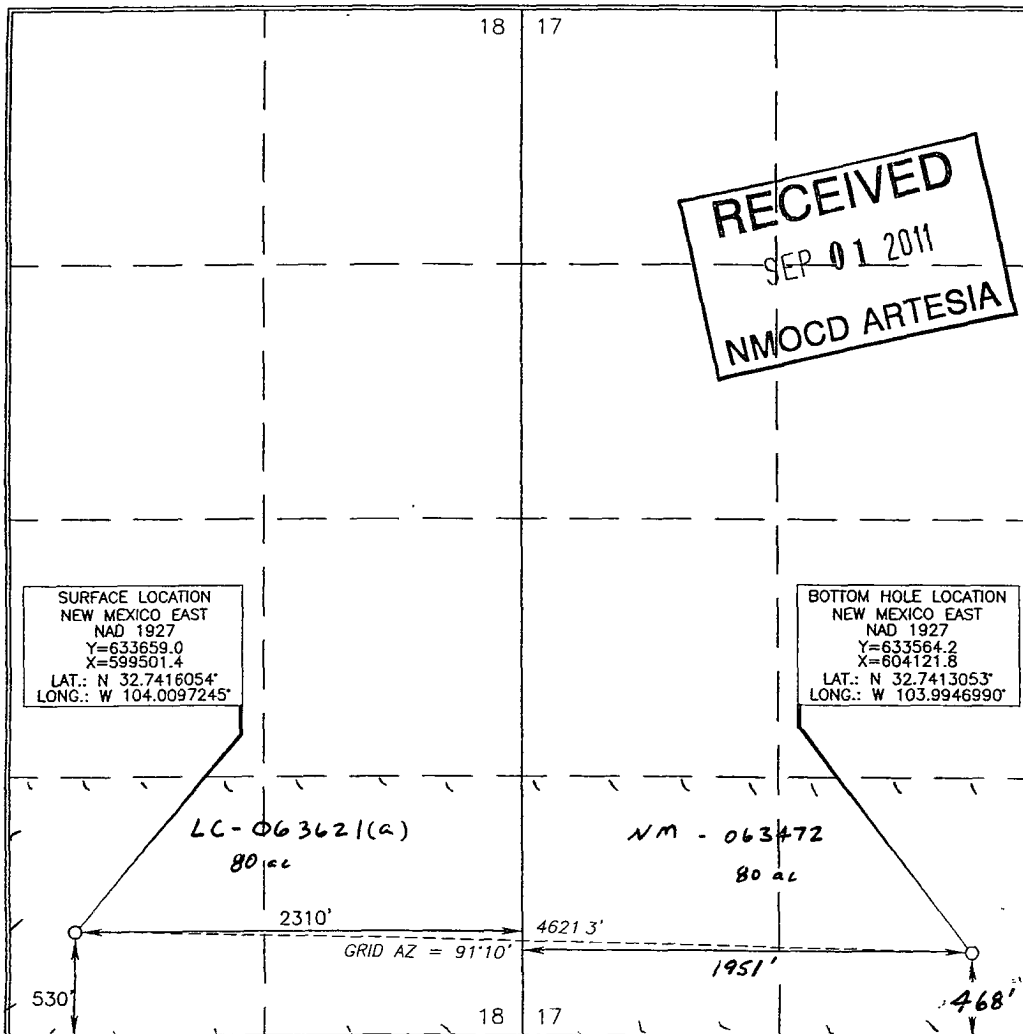 18 17
RECEIVED
SEP 01 2011
NMOCD ARTESIA
SURFACE LOCATION
NEW MEXICO EAST
NAD 1927
Y=633659.0
X=599501.4
LAT.: N 32.7416054°
LONG.: W 104.0097245°
BOTTOM HOLE LOCATION
NEW MEXICO EAST
NAD 1927
Y=633564.2
X=604121.8
LAT.: N 32.7413053°
LONG.: W 103.9946990°
LC-063621(a)
80 ac
NM - 063472
80 ac
2310'
4621 3'
GRID AZ = 91°10'
1951'
530'
468'
18 17